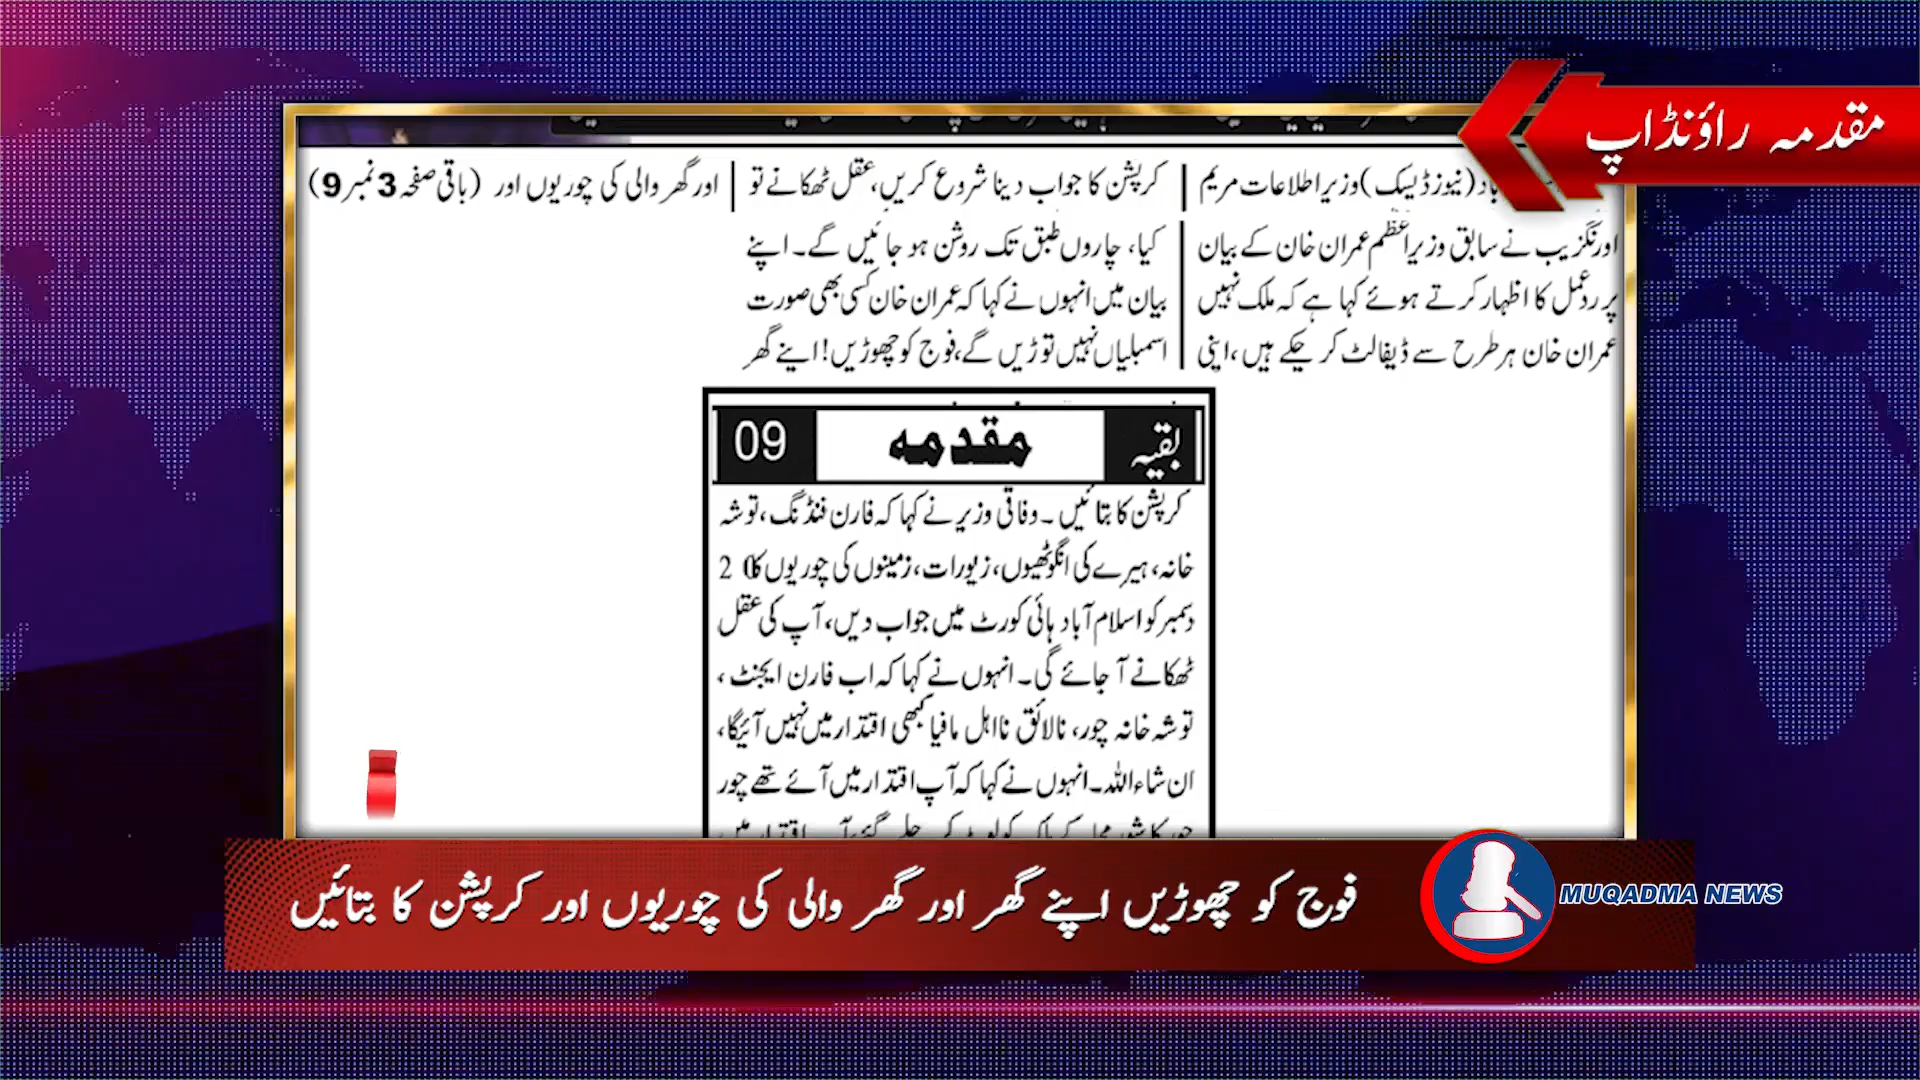 مقدمہ راؤنڈاپ
باد (نیوز ڈیسک) وزیر اطلاعات مریم
اورنگزیب نے سابق وزیراعظم عمران خان کے بیان
پر ردعمل کا اظہار کرتے ہوئے کہا ہے کہ ملک نہیں
عمران خان ہر طرح سے ڈیفالٹ کر چکے ہیں، اپنی
کرپشن کا جواب دینا شروع کریں، عقل ٹھکانے تو
کیا، چاروں طبق تک روشن ہو جائیں گے۔ اپنے
بیان میں انہوں نے کہا کہ عمران خان کسی بھی صورت
اسمبلیاں نہیں توڑیں گے، فوج کو چھوڑیں! اپنے گھر
اور گھر والی کی چوریوں اور (باقی صفحہ 3 نمبر 9)
بقیہ مقدمہ 09
کرپشن کا بتائیں۔ وفاقی وزیر نے کہا کہ فارن فنڈنگ، توشہ
خانہ، ہیرے کی انگوٹھیوں، زیورات، زمینوں کی چوریوں کا 20
دسمبر کو اسلام آباد ہائی کورٹ میں جواب دیں، آپ کی عقل
ٹھکانے آ جائے گی۔ انہوں نے کہا کہ اب فارن ایجنٹ،
توشہ خانہ چور، نالائق نااہل مافیا کبھی اقتدار میں نہیں آئیگا،
ان شاءاللہ۔ انہوں نے کہا کہ آپ اقتدار میں آئے تھے چور
فوج کو چھوڑیں اپنے گھر اور گھر والی کی چوریوں اور کرپشن کا بتائیں
MUQADMA NEWS